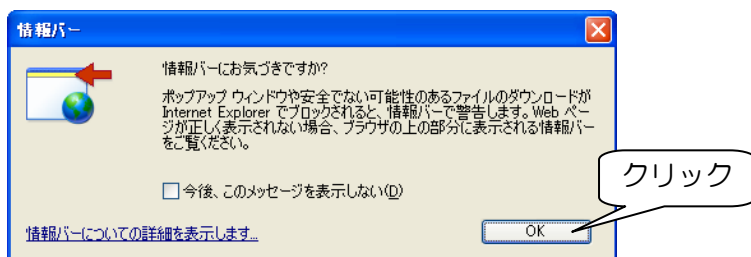 情報バー
情報バーにお気づきですか?
ポップアップ ウィンドウや安全でない可能性のあるファイルのダウンロードが
Internet Explorer でブロックされると、情報バーで警告します。Web ペー
ジが正しく表示されない場合、ブラウザの上の部分に表示される情報バー
をご覧ください。
今後、このメッセージを表示しない(D)
クリック
情報バーについての詳細を表示します...
OK